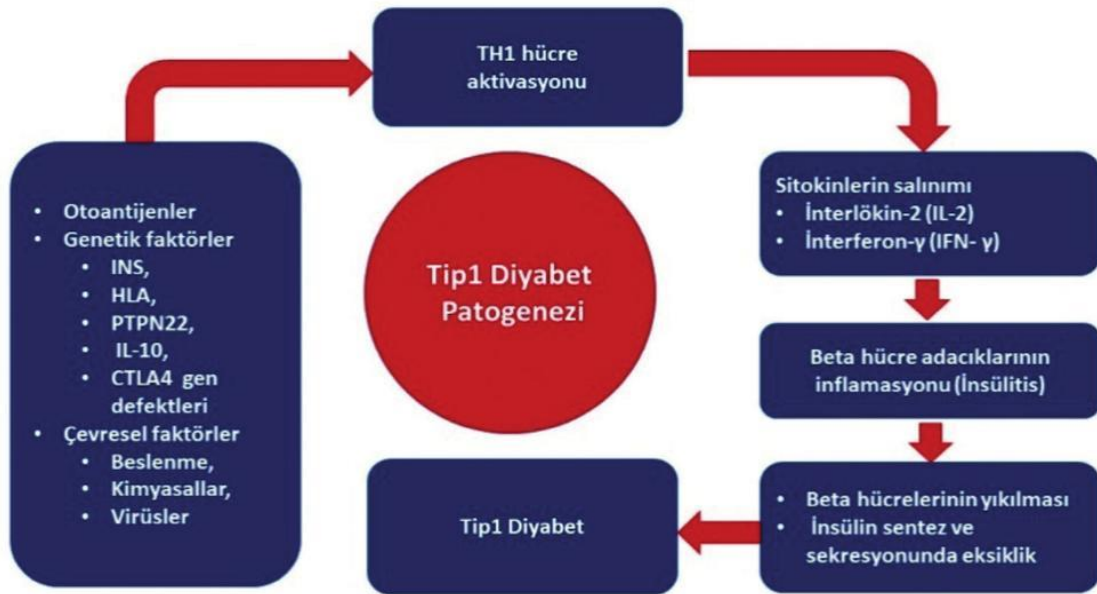 TH1 hücre
aktivasyonu
• Otoantijenler
• Genetik faktörler
• INS,
• HLA,
• PTPN22,
• IL-10,
• CTLA4 gen
defektleri
• Çevresel faktörler
• Beslenme,
• Kimyasallar,
• Virüsler
Tip1 Diyabet
Patogenezi
Sitokinlerin salınımı
• İnterlökin-2 (IL-2)
• İnterferon-γ (IFN- γ)
Beta hücre adacıklarının
inflamasyonu (İnsülitis)
• Beta hücrelerinin yıkılması
• İnsülin sentez ve
sekresyonunda eksiklik
Tip1 Diyabet